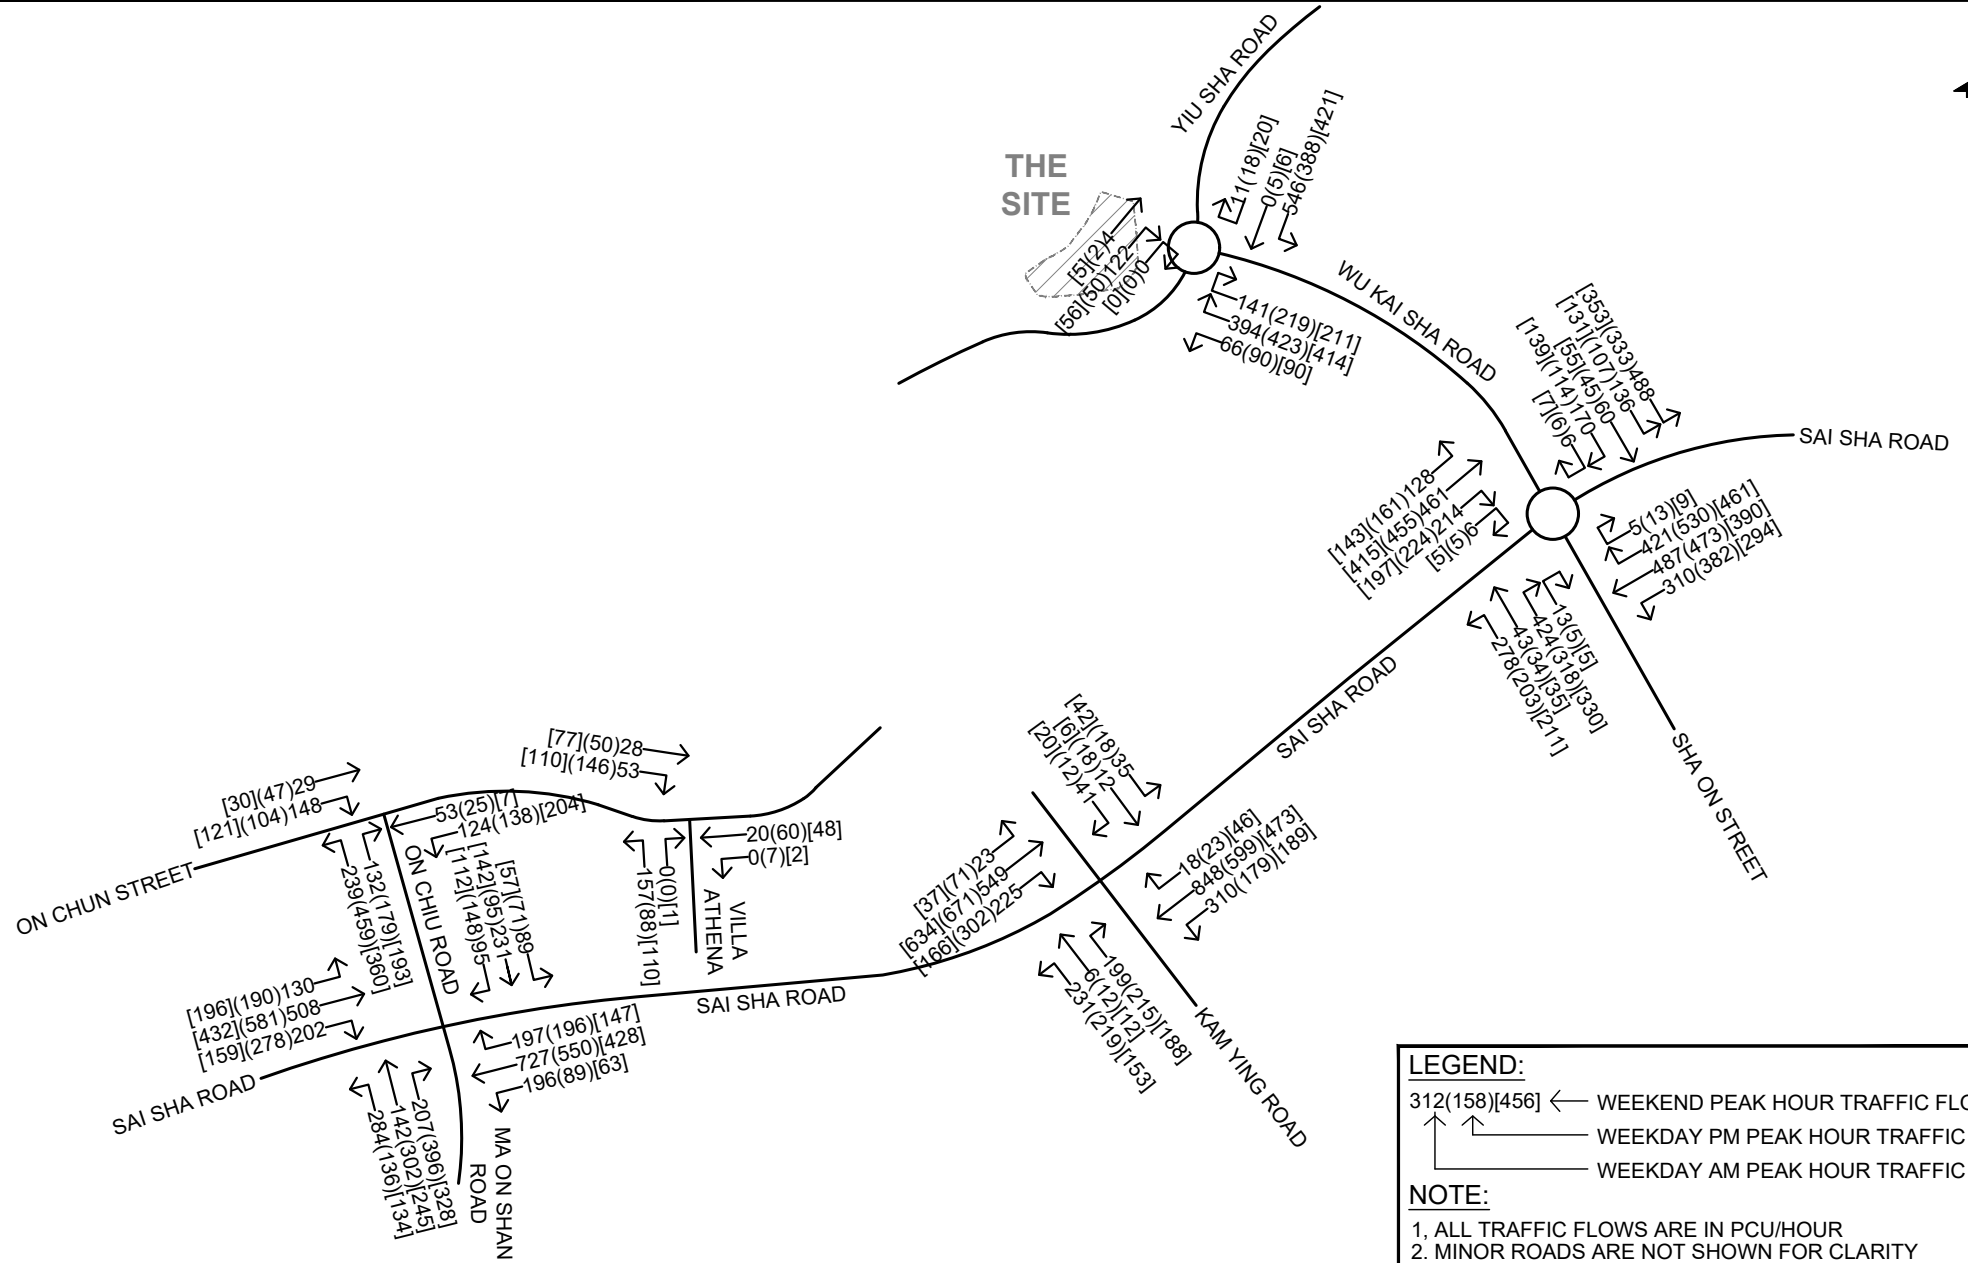 YIU SHA ROAD
THE
SITE
11(18)[20]
0(5)[6]
546(388)[421]
[5](2)4
[56](50)122
[0](0)0
WU KAI SHA ROAD
141(219)[211]
394(423)[414]
66(90)[90]
[353](333)488
[131](107)136
[55](45)60
[139](114)170
[7](6)6
SAI SHA ROAD
[143](161)128
[415](455)461
[197](224)214
[5](5)6
5(13)[9]
421(530)[461]
487(473)[390]
310(382)[294]
13(5)[5]
424(318)[330]
43(34)[35]
278(203)[211]
SAI SHA ROAD
SHA ON STREET
[42](18)35
[6](18)12
[20](12)41
[77](50)28
[110](146)53
[30](47)29
[121](104)148
53(25)[7]
124(138)[204]
20(60)[48]
0(7)[2]
18(23)[46]
848(599)[473]
310(179)[189]
[37](71)23
[634](671)549
[166](302)225
ON CHUN STREET
132(179)[193]
239(459)[360]
ON CHIU ROAD
[57](71)89
[142](95)231
[112](148)95
0(0)[1]
157(88)[110]
VILLA
ATHENA
[196](190)130
[432](581)508
[159](278)202
SAI SHA ROAD
199(215)[188]
6(12)[12]
231(219)[153]
KAM YING ROAD
197(196)[147]
727(550)[428]
196(89)[63]
SAI SHA ROAD
207(396)[328]
142(302)[245]
284(136)[134]
MA ON SHAN
ROAD
LEGEND:
312(158)[456] WEEKEND PEAK HOUR TRAFFIC FLO
WEEKDAY PM PEAK HOUR TRAFFIC
WEEKDAY AM PEAK HOUR TRAFFIC
NOTE:
1, ALL TRAFFIC FLOWS ARE IN PCU/HOUR
2. MINOR ROADS ARE NOT SHOWN FOR CLARITY